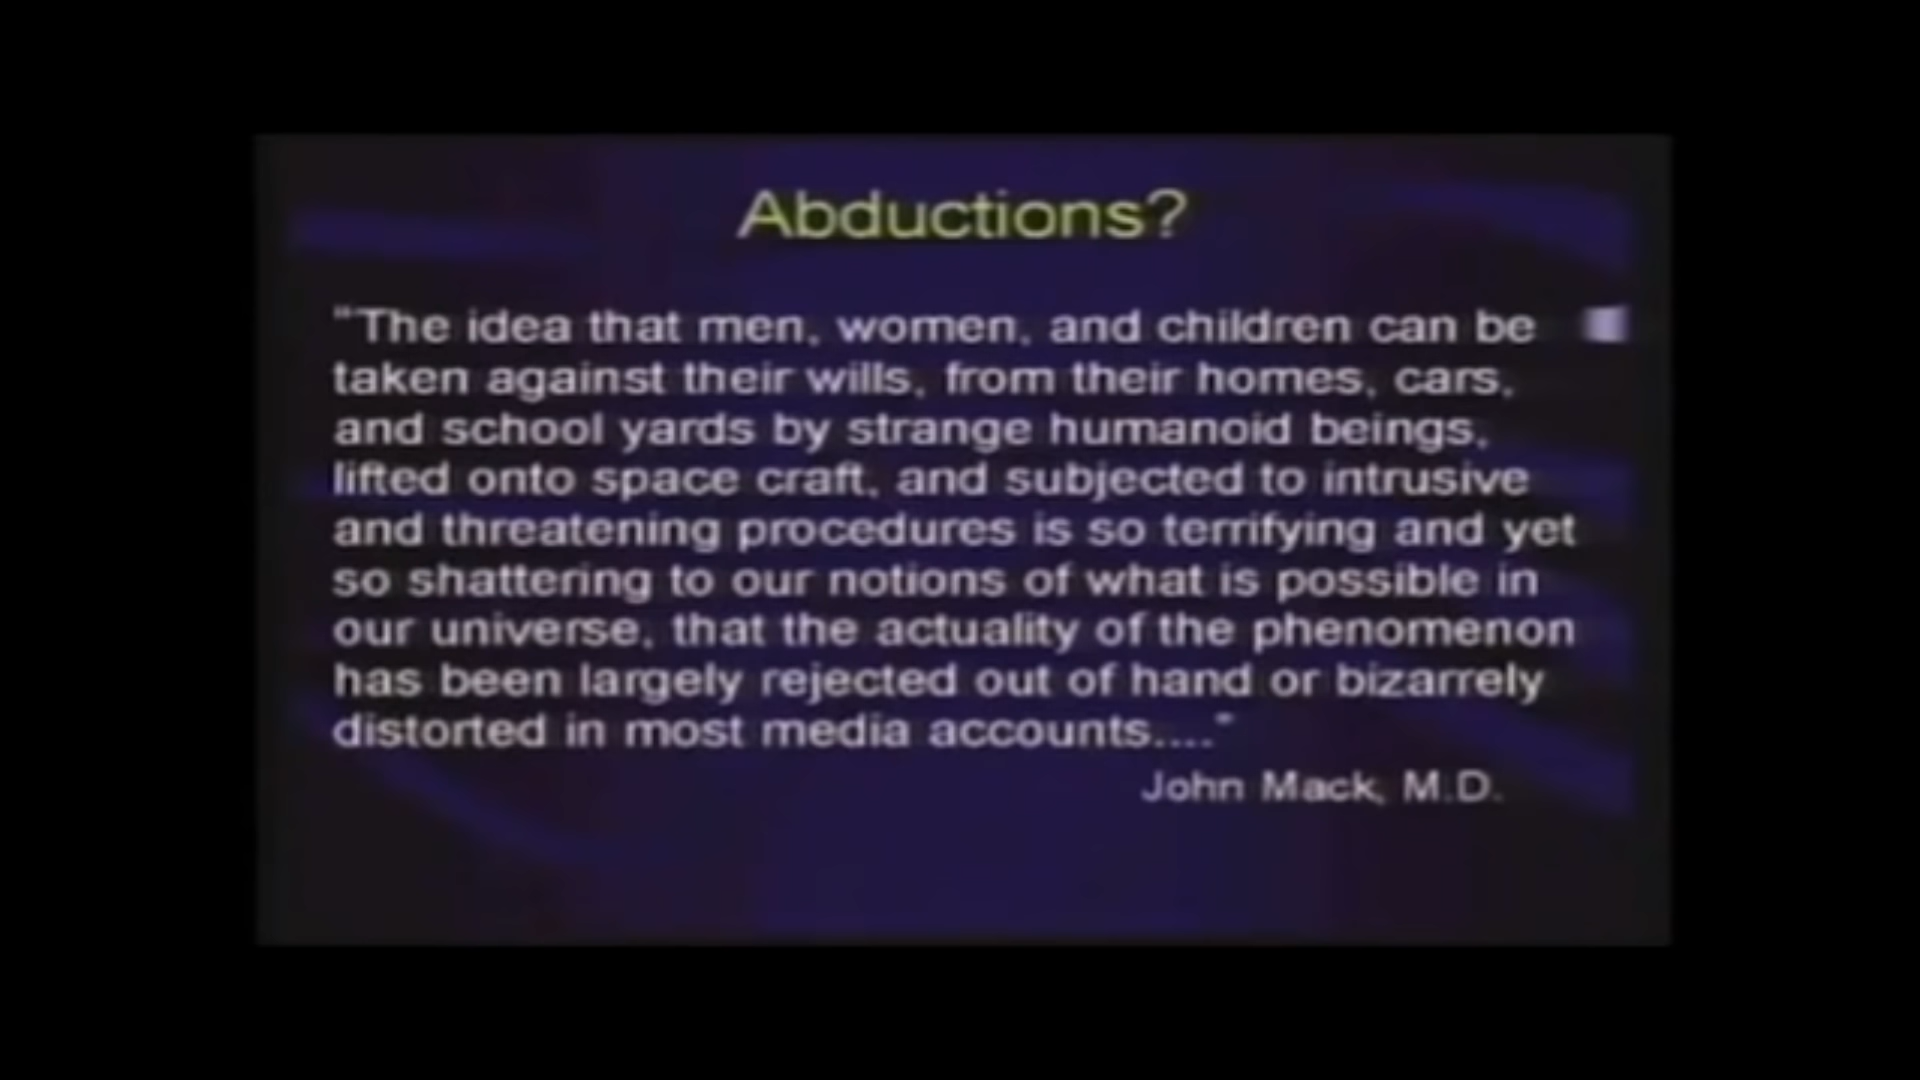 Abductions?
"The idea that men, women, and children can be
taken against their wills, from their homes, cars,
and school yards by strange humanoid beings,
lifted onto space craft, and subjected to intrusive
and threatening procedures is so terrifying and yet
so shattering to our notions of what is possible in
our universe, that the actuality of the phenomenon
has been largely rejected out of hand or bizarrely
distorted in most media accounts...."
John Mack, M.D.